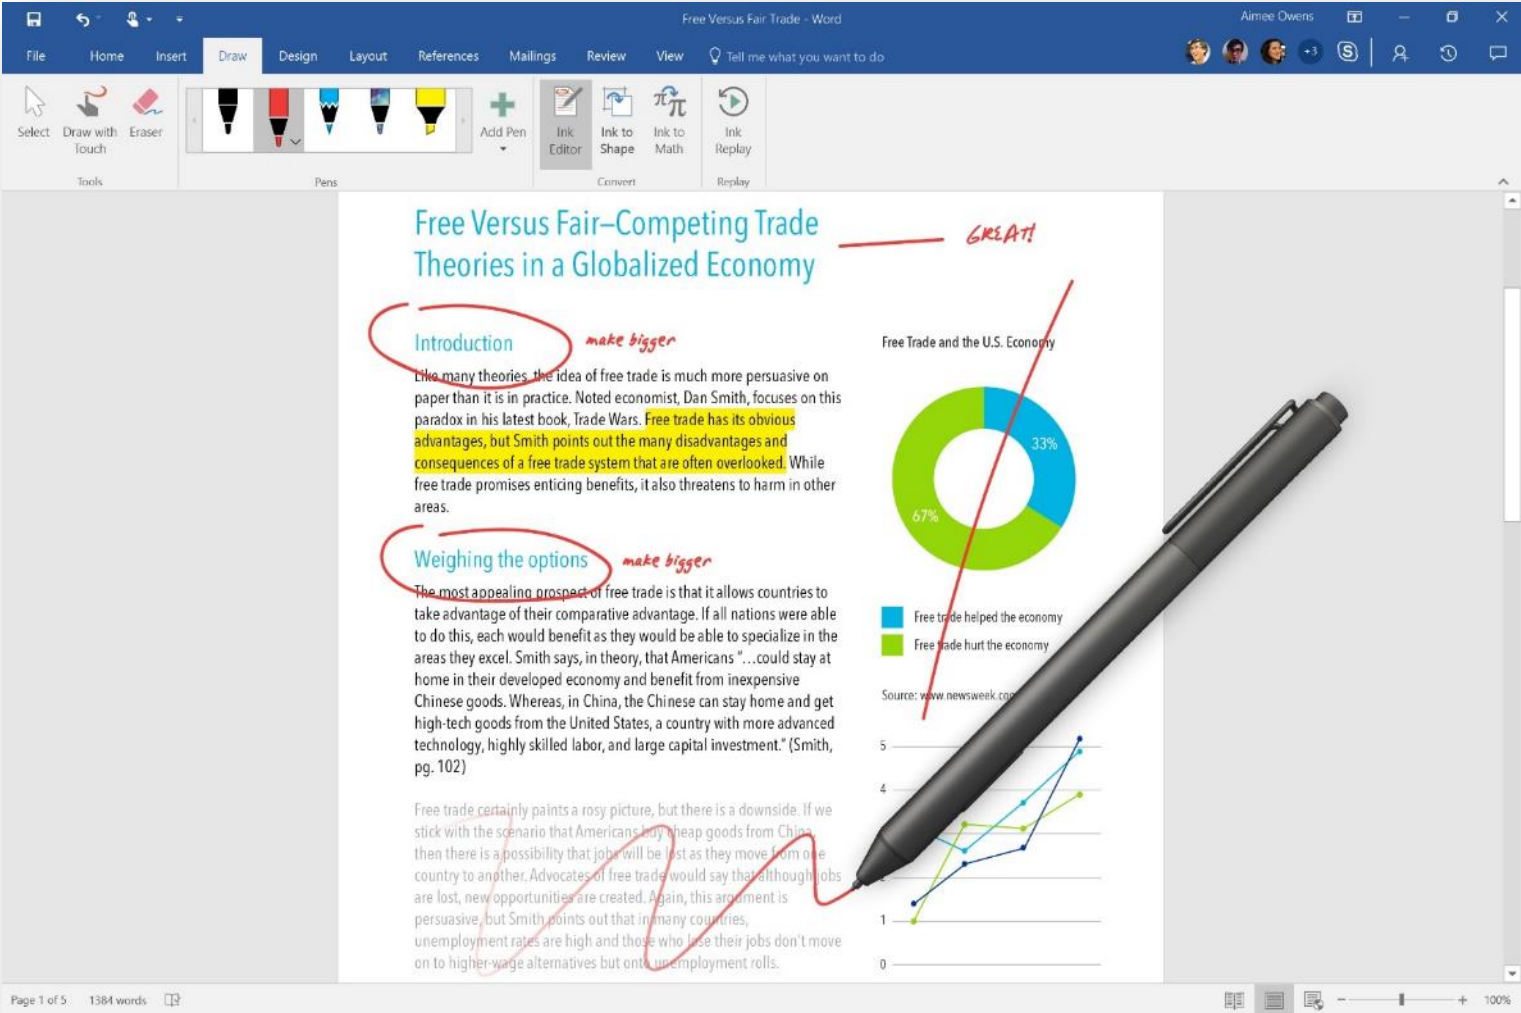 Free Versus Fair Trade - Word
Aimee Owens
File Home Insert Draw Design Layout References Mailings Review View Tell me what you want to do
+3
Select
Draw with Touch
Eraser
Tools
Pens
Add Pen
Ink Editor
Ink to Shape
Ink to Math
Convert
Ink Replay
Replay
Free Versus Fair–Competing Trade
Theories in a Globalized Economy
GREAT!
Introduction
make bigger
Like many theories, the idea of free trade is much more persuasive on
paper than it is in practice. Noted economist, Dan Smith, focuses on this
paradox in his latest book, Trade Wars. Free trade has its obvious
advantages, but Smith points out the many disadvantages and
consequences of a free trade system that are often overlooked. While
free trade promises enticing benefits, it also threatens to harm in other
areas.
Weighing the options
make bigger
The most appealing prospect of free trade is that it allows countries to
take advantage of their comparative advantage. If all nations were able
to do this, each would benefit as they would be able to specialize in the
areas they excel. Smith says, in theory, that Americans "...could stay at
home in their developed economy and benefit from inexpensive
Chinese goods. Whereas, in China, the Chinese can stay home and get
high-tech goods from the United States, a country with more advanced
technology, highly skilled labor, and large capital investment." (Smith,
pg. 102)
Free trade certainly paints a rosy picture, but there is a downside. If we
stick with the scenario that Americans buy cheap goods from China,
then there is a possibility that jobs will be lost as they move from one
country to another. Advocates of free trade would say that although jobs
are lost, new opportunities are created. Again, this argument is
persuasive, but Smith points out that in many countries,
unemployment rates are high and those who lose their jobs don't move
on to higher-wage alternatives but onto unemployment rolls.
Free Trade and the U.S. Economy
33%
67%
Free trade helped the economy
Free trade hurt the economy
Source: www.newsweek.co
5
4
1
0
Page 1 of 5 1384 words
100%